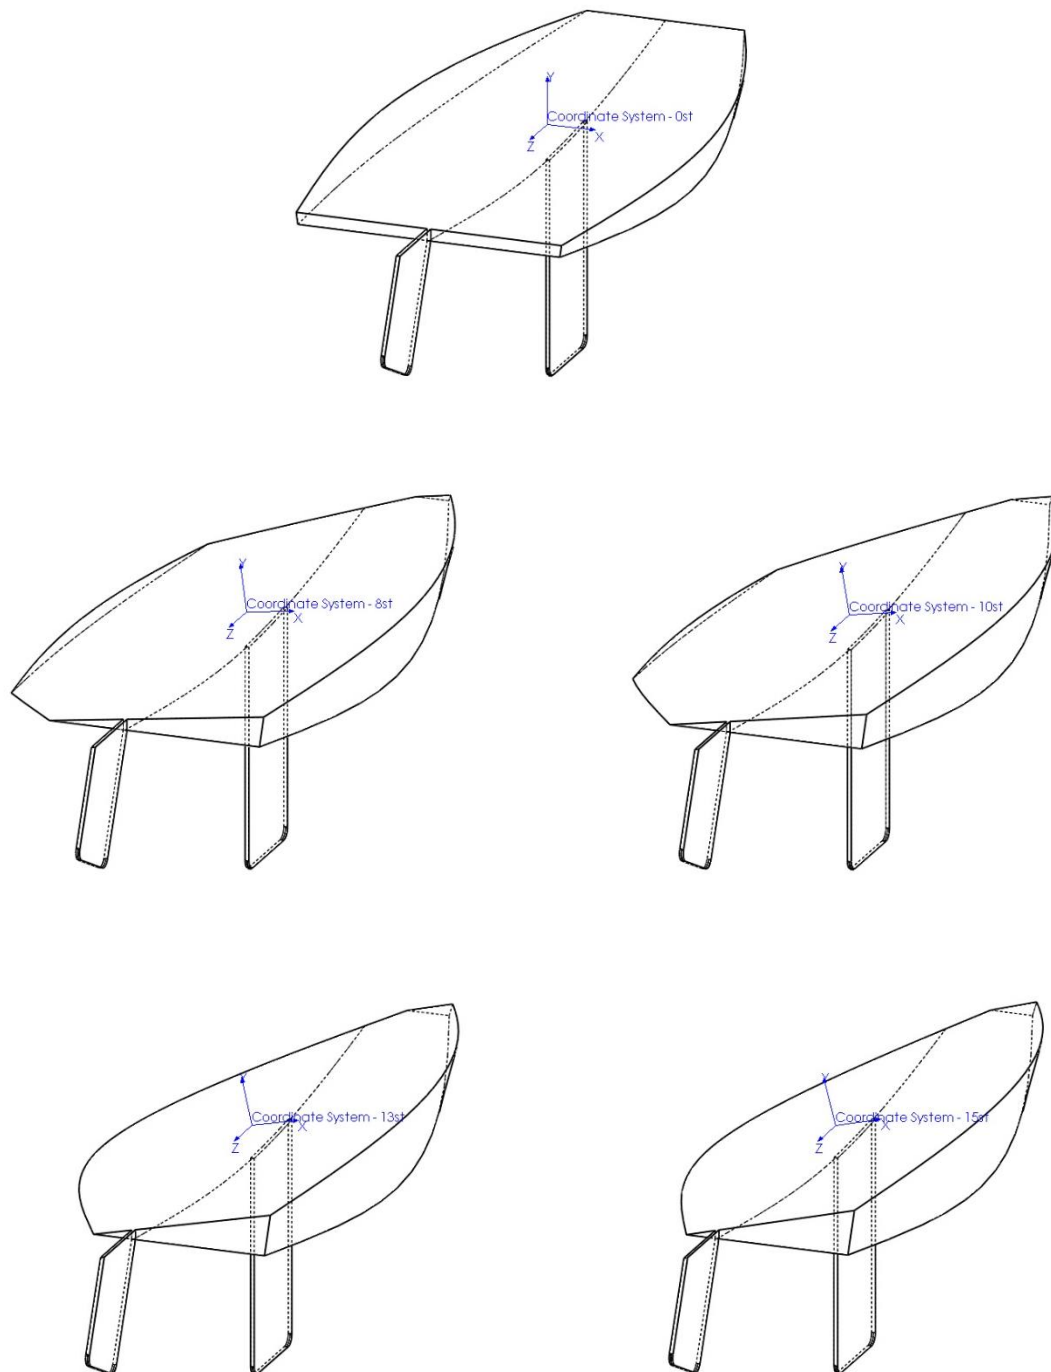 Y
Coordinate System - 0st
X
Z
Y
Coordinate System - 8st
X
Z
Y
Coordinate System - 10st
X
Z
Y
Coordinate System - 13st
X
Z
Y
Coordinate System - 15st
X
Z